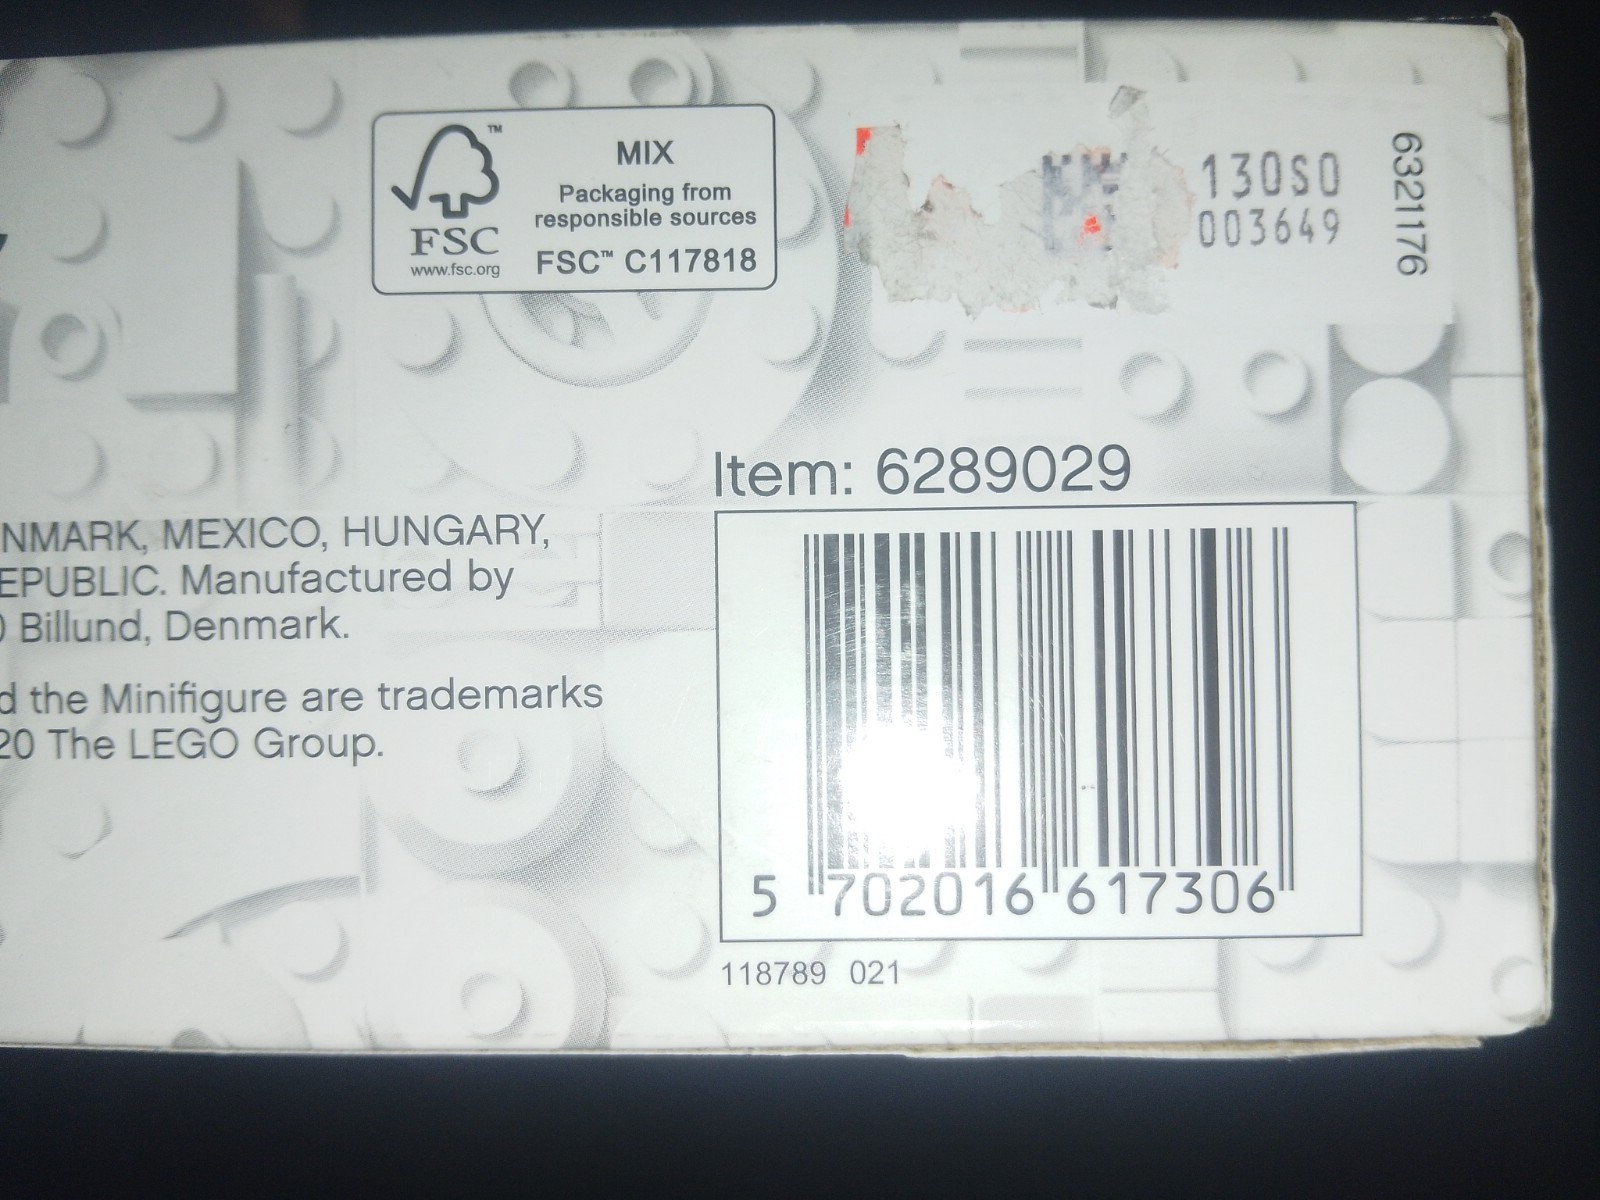 MIX
Packaging from
responsible sources
FSC™ C117818
™
FSC
www.fsc.org
130S0
003649
6321176
Item: 6289029
NMARK, MEXICO, HUNGARY,
EPUBLIC. Manufactured by
Billund, Denmark.
d the Minifigure are trademarks
20 The LEGO Group.
5 702016 617306
118789 021